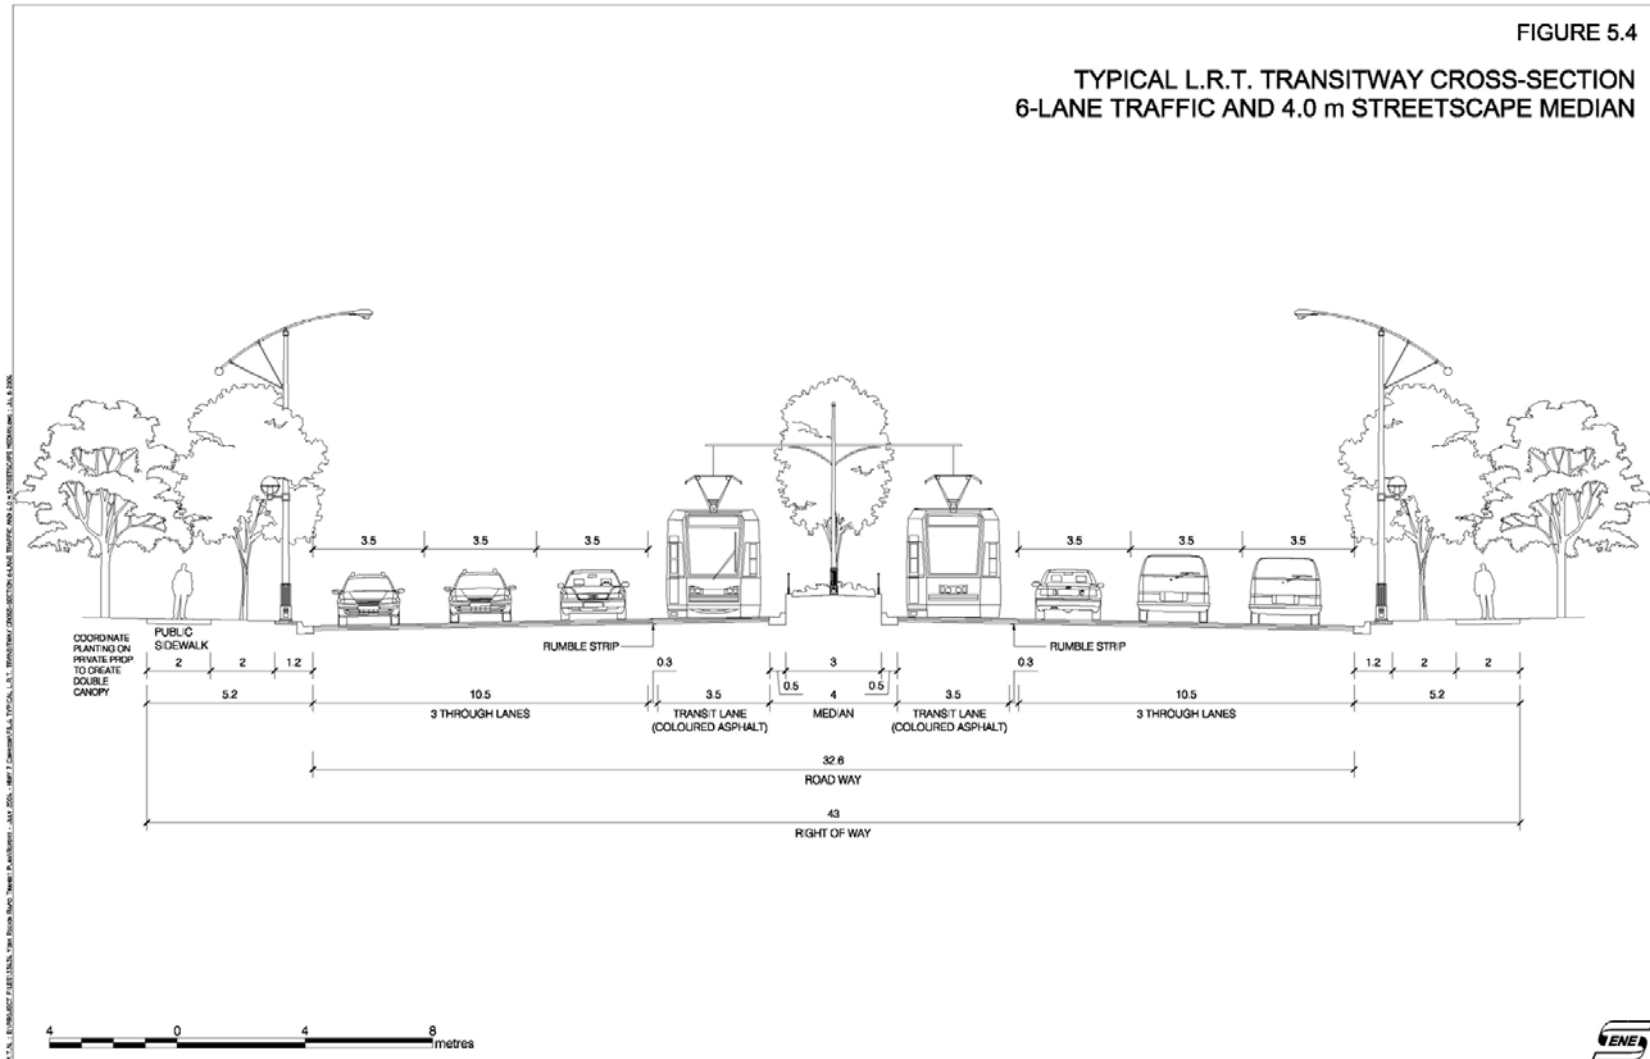 FIGURE 5.4
TYPICAL L.R.T. TRANSITWAY CROSS-SECTION
6-LANE TRAFFIC AND 4.0 m STREETSCAPE MEDIAN
3.5 3.5 3.5 3.5 3.5 3.5
COORDINATE
PLANTING ON
PRIVATE PROP
TO CREATE
DOUBLE
CANOPY
PUBLIC
SIDEWALK
RUMBLE STRIP
RUMBLE STRIP
2 2 1.2 0.3 3 0.3 1.2 2 2
0.5 0.5
5.2 10.5 3.5 4 3.5 10.5 5.2
3 THROUGH LANES
TRANSIT LANE
(COLOURED ASPHALT)
MEDIAN
TRANSIT LANE
(COLOURED ASPHALT)
3 THROUGH LANES
32.6
ROAD WAY
43
RIGHT OF WAY
4 0 4 8
metres
ENE